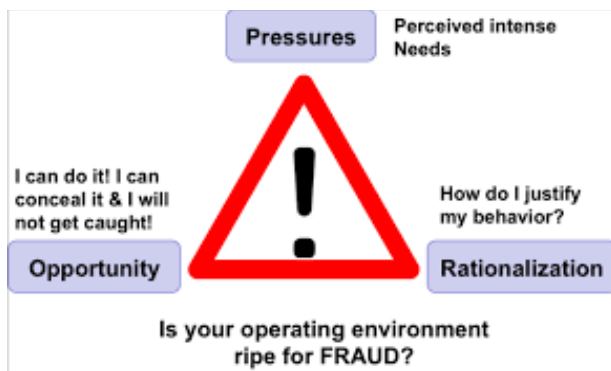 Pressures
Perceived intense
Needs
I can do it! I can
conceal it & I will
not get caught!
!
How do I justify
my behavior?
Opportunity
Rationalization
Is your operating environment
ripe for FRAUD?